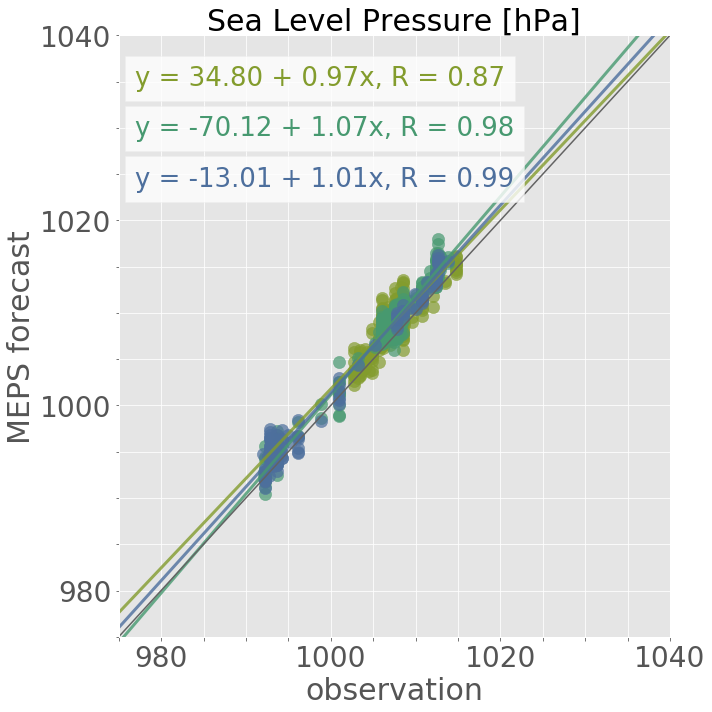 Sea Level Pressure [hPa]
1040
y = 34.80 + 0.97x, R = 0.87
y = -70.12 + 1.07x, R = 0.98
y = -13.01 + 1.01x, R = 0.99
1020
MEPS forecast
1000
980
980 1000 1020 1040
observation